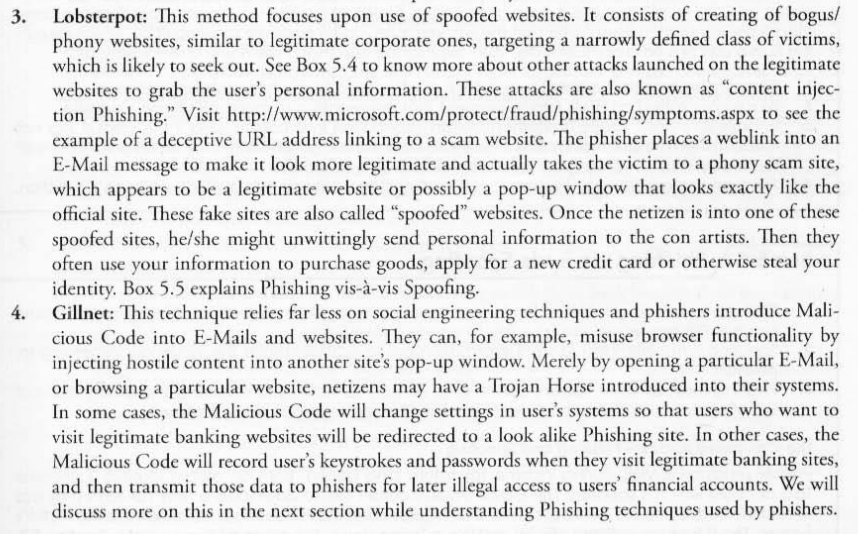 3. Lobsterpot: This method focuses upon use of spoofed websites. It consists of creating of bogus/
phony websites, similar to legitimate corporate ones, targeting a narrowly defined class of victims,
which is likely to seek out. See Box 5.4 to know more about other attacks launched on the legitimate
websites to grab the user's personal information. These attacks are also known as “content injec-
tion Phishing.” Visit http://www.microsoft.com/protect/fraud/phishing/symptoms.aspx to see the
example of a deceptive URL address linking to a scam website. The phisher places a weblink into an
E-Mail message to make it look more legitimate and actually takes the victim to a phony scam site,
which appears to be a legitimate website or possibly a pop-up window that looks exactly like the
official site. These fake sites are also called “spoofed” websites. Once the netizen is into one of these
spoofed sites, he/she might unwittingly send personal information to the con artists. Then they
often use your information to purchase goods, apply for a new credit card or otherwise steal your
identity. Box 5.5 explains Phishing vis-à-vis Spoofing.
4. Gillnet: This technique relies far less on social engineering techniques and phishers introduce Mali-
cious Code into E-Mails and websites. They can, for example, misuse browser functionality by
injecting hostile content into another site's pop-up window. Merely by opening a particular E-Mail,
or browsing a particular website, netizens may have a Trojan Horse introduced into their systems.
In some cases, the Malicious Code will change settings in user's systems so that users who want to
visit legitimate banking websites will be redirected to a look alike Phishing site. In other cases, the
Malicious Code will record user's keystrokes and passwords when they visit legitimate banking sites,
and then transmit those data to phishers for later illegal access to users' financial accounts. We will
discuss more on this in the next section while understanding Phishing techniques used by phishers.